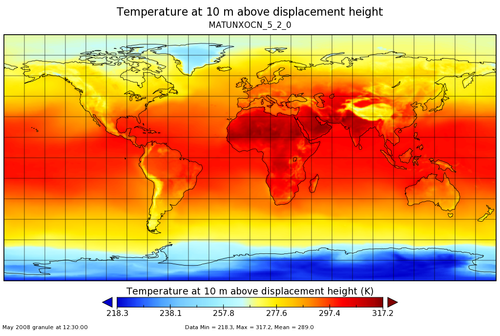 Temperature at 10 m above displacement height
MATUNXOCN_5_2_0
Temperature at 10 m above displacement height (K)
218.3 238.1 257.8 277.6 297.4 317.2
May 2008 granule at 12:30:00 Data Min = 218.3, Max = 317.2, Mean = 289.0